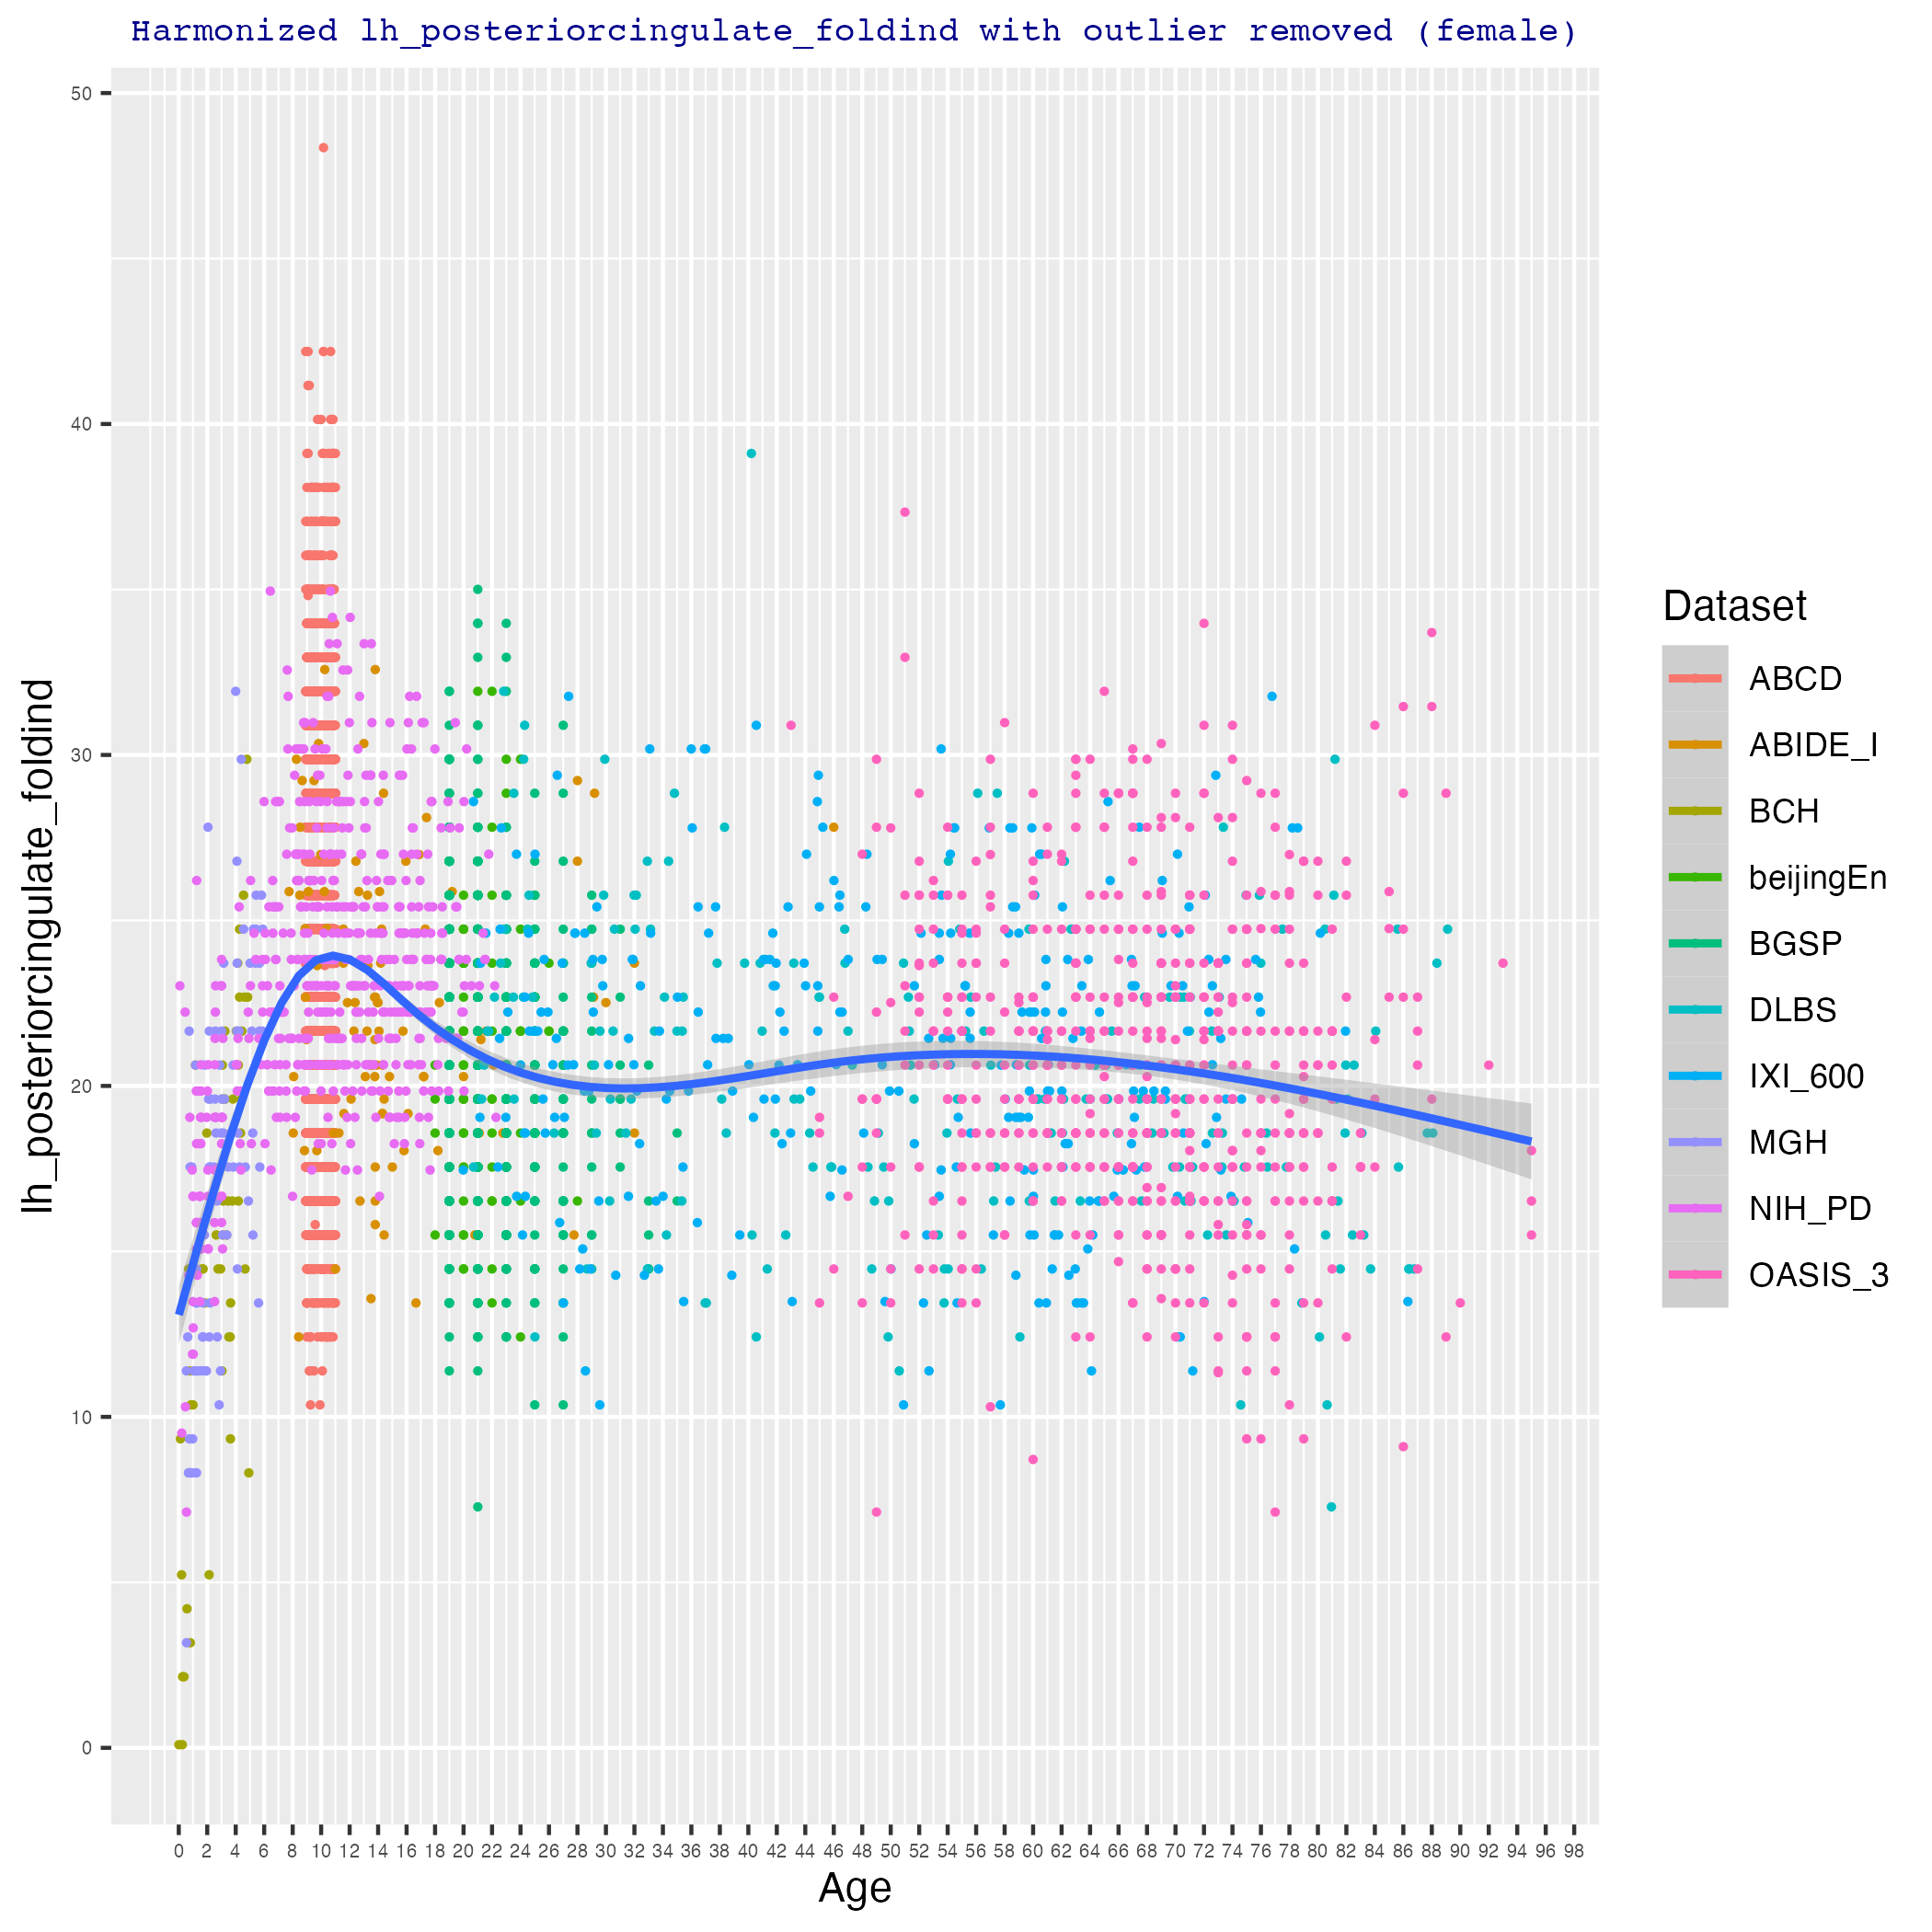 Harmonized lh_posteriorcingulate_foldind with outlier removed (female)
lh_posteriorcingulate_foldind
50
40
30
20
10
0
0 2 4 6 8 10 12 14 16 18 20 22 24 26 28 30 32 34 36 38 40 42 44 46 48 50 52 54 56 58 60 62 64 66 68 70 72 74 76 78 80 82 84 86 88 90 92 94 96 98
Age
Dataset
ABCD
ABIDE_I
BCH
beijingEn
BGSP
DLBS
IXI_600
MGH
NIH_PD
OASIS_3